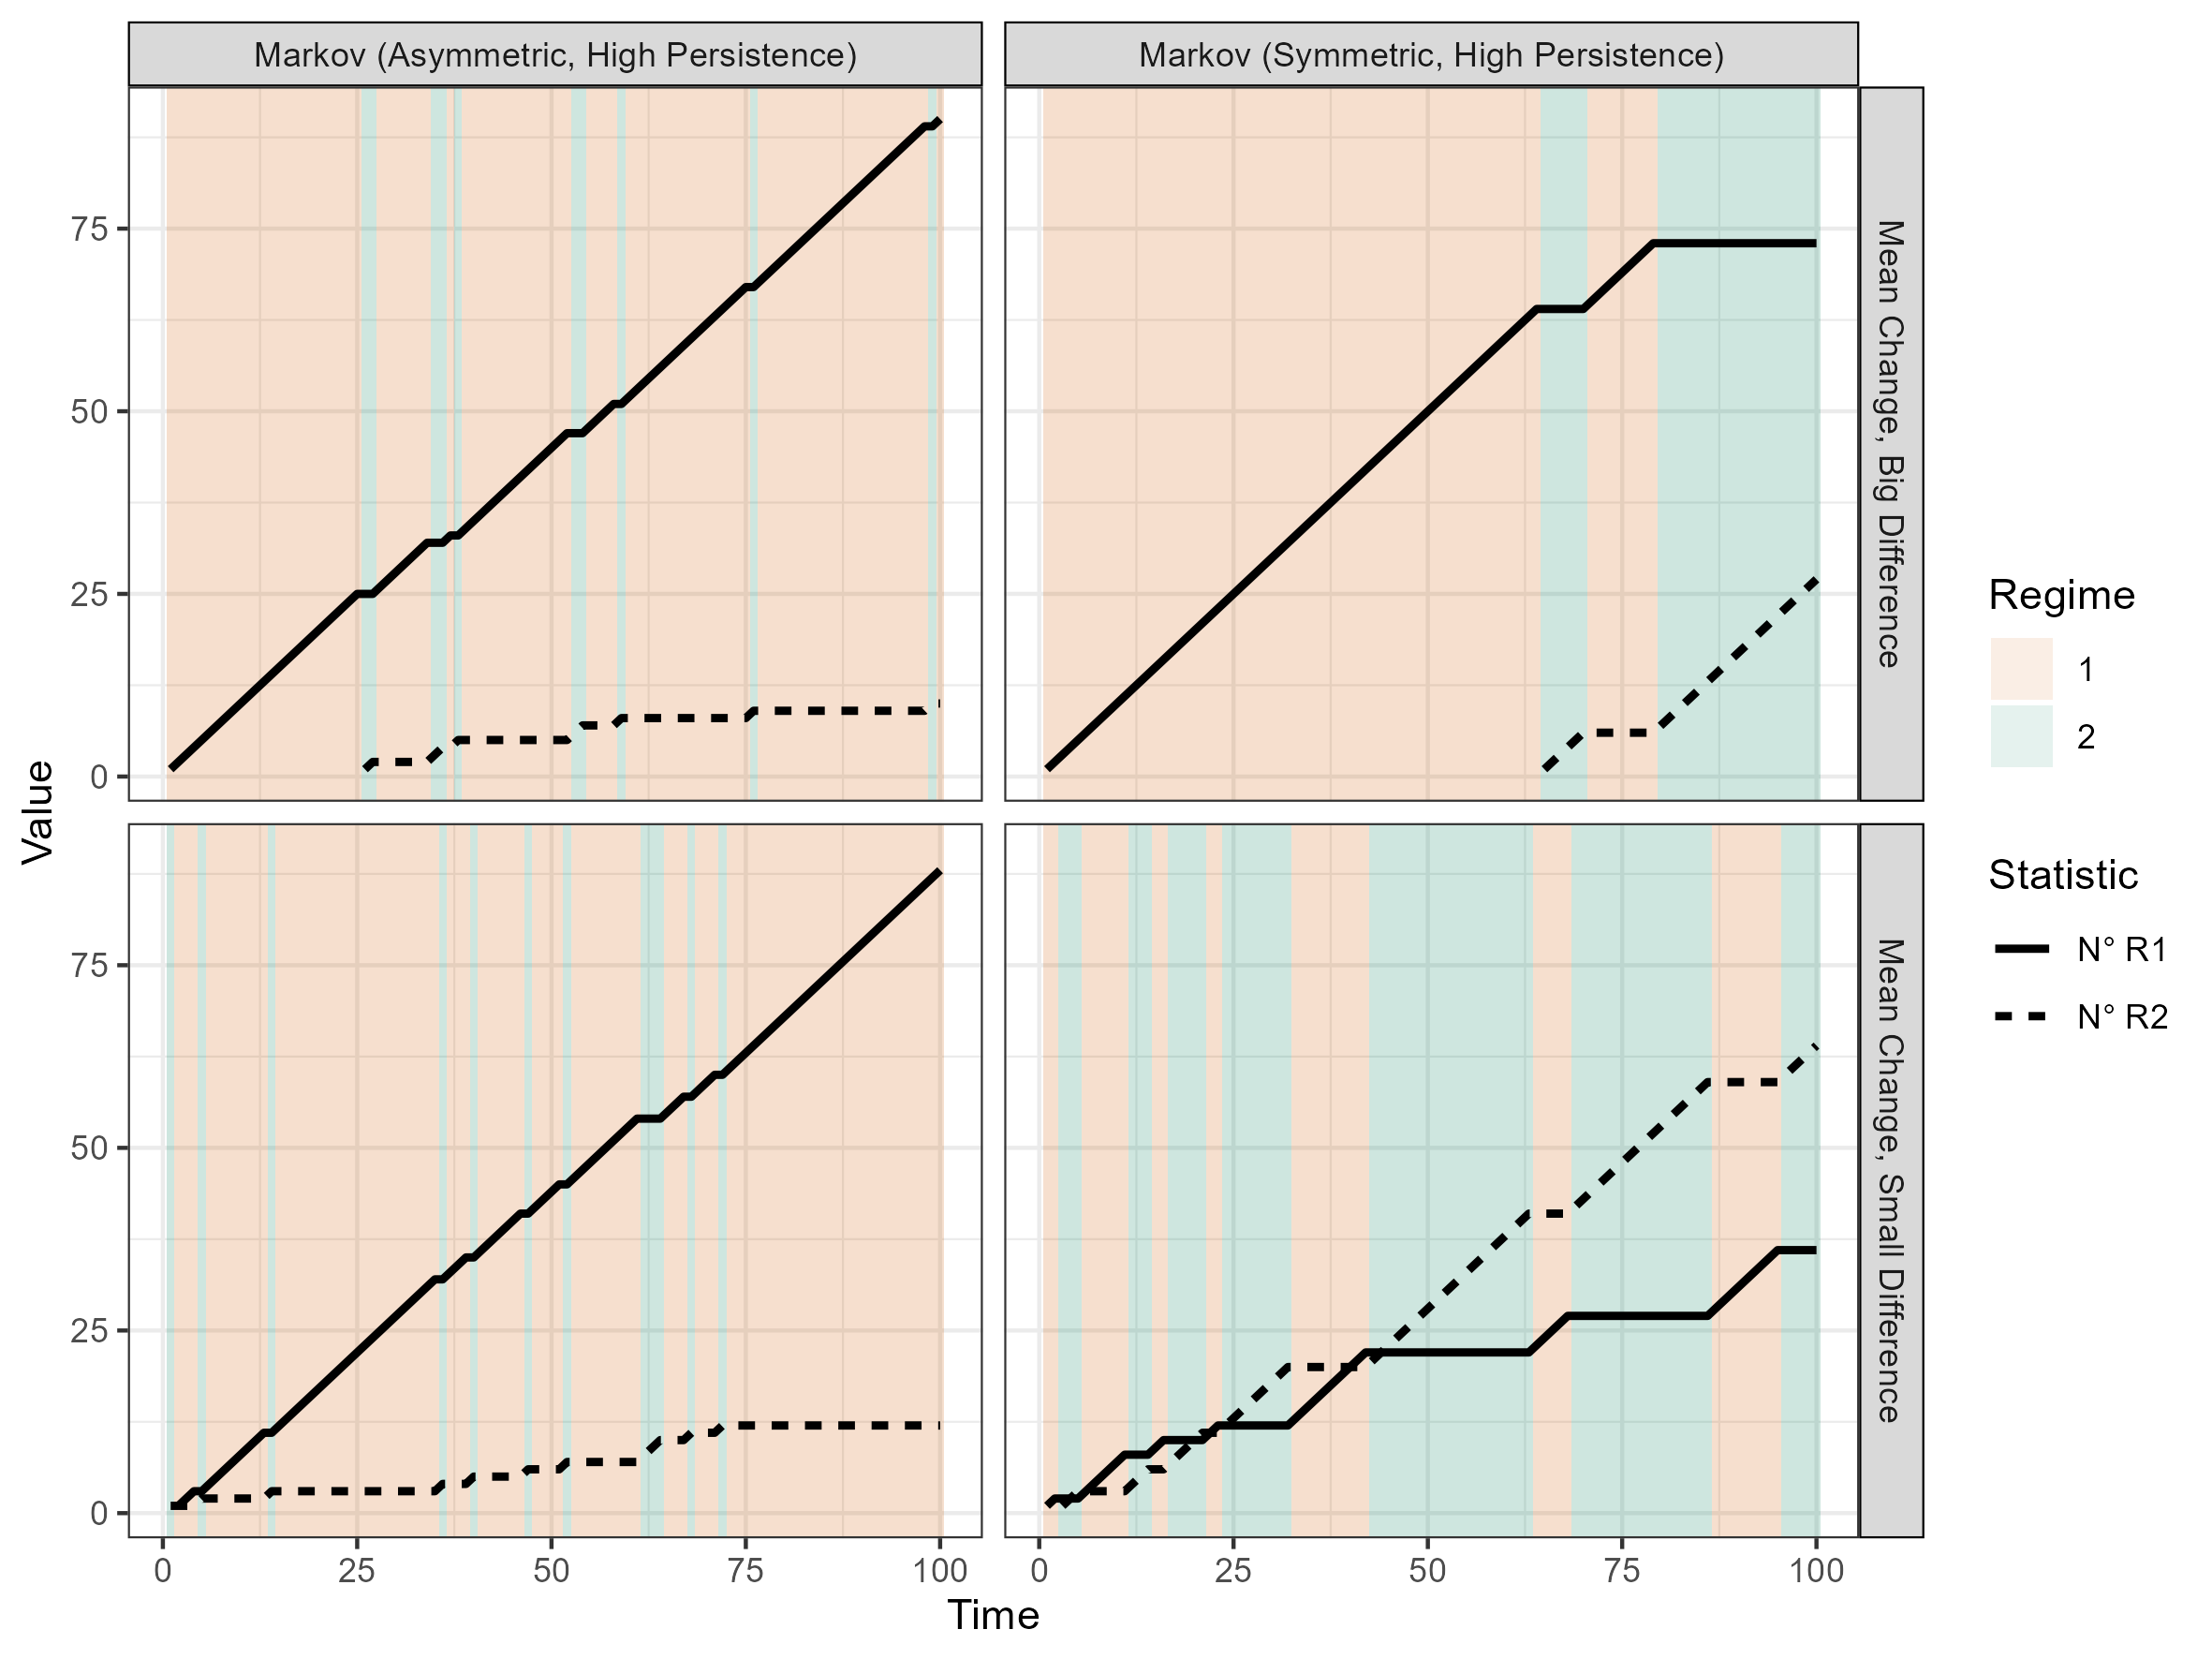 Markov (Asymmetric, High Persistence)
Markov (Symmetric, High Persistence)
75
50
25
0
Mean Change, Big Difference
Value
75
50
25
0
Mean Change, Small Difference
0 25 50 75 100
0 25 50 75 100
Time
Regime
1
2
Statistic
N° R1
N° R2